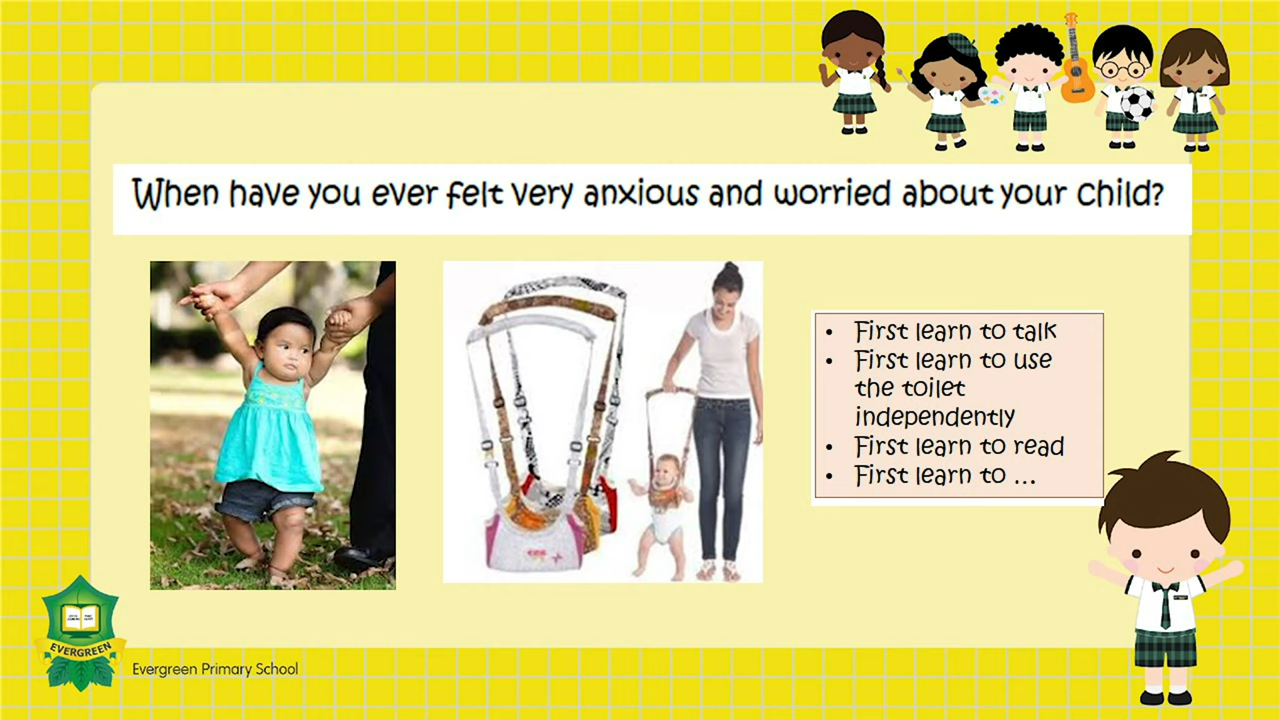 When have you ever felt very anxious and worried about your child?
• First learn to talk
• First learn to use
the toilet
independently
• First learn to read
• First learn to ...
EVERGREEN
Evergreen Primary School